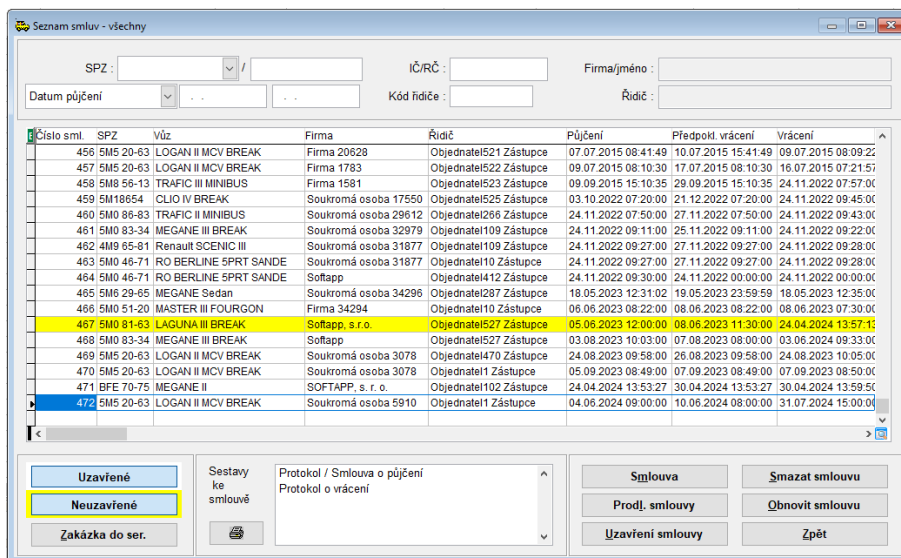 Seznam smluv - všechny
SPZ : / IČ/RČ : Firma/jméno :
Datum půjčení . . . . Kód řidiče : Řidič :
Číslo sml. SPZ Vůz Firma Řidič Půjčení Předpokl. vrácení Vrácení
456 5M5 20-63 LOGAN II MCV BREAK Firma 20628 Objednatel521 Zástupce 07.07.2015 08:41:49 10.07.2015 15:41:49 09.07.2015 08:09:22
457 5M5 20-63 LOGAN II MCV BREAK Firma 1783 Objednatel522 Zástupce 09.07.2015 08:10:30 17.07.2015 08:10:30 16.07.2015 07:21:57
458 5M8 56-13 TRAFIC III MINIBUS Firma 1581 Objednatel523 Zástupce 09.09.2015 15:10:35 29.09.2015 15:10:35 24.11.2022 07:57:00
459 5M18654 CLIO IV BREAK Soukromá osoba 17550 Objednatel525 Zástupce 03.10.2022 07:20:00 21.12.2022 07:20:00 24.11.2022 09:45:00
460 5M0 86-83 TRAFIC II MINIBUS Soukromá osoba 29612 Objednatel266 Zástupce 24.11.2022 07:50:00 27.11.2022 07:50:00 24.11.2022 09:43:00
461 5M0 83-34 MEGANE III BREAK Soukromá osoba 32979 Objednatel109 Zástupce 24.11.2022 09:11:00 25.11.2022 09:11:00 24.11.2022 09:22:00
462 4M9 65-81 Renault SCENIC III Soukromá osoba 31877 Objednatel109 Zástupce 24.11.2022 09:27:00 27.11.2022 09:27:00 24.11.2022 09:28:00
463 5M0 46-71 RO BERLINE 5PRT SANDE Soukromá osoba 31877 Objednatel10 Zástupce 24.11.2022 09:27:00 27.11.2022 09:27:00 24.11.2022 09:28:00
464 5M0 46-71 RO BERLINE 5PRT SANDE Softapp Objednatel412 Zástupce 24.11.2022 09:30:00 24.11.2022 00:00:00 24.11.2022 00:00:00
465 5M6 29-65 MEGANE Sedan Soukromá osoba 34296 Objednatel287 Zástupce 18.05.2023 12:31:02 19.05.2023 23:59:59 18.05.2023 12:35:00
466 5M0 51-20 MASTER III FOURGON Firma 34294 Objednatel10 Zástupce 06.06.2023 08:22:00 08.06.2023 08:22:00 08.06.2023 07:30:00
467 5M0 81-63 LAGUNA III BREAK Softapp, s.r.o. Objednatel527 Zástupce 05.06.2023 12:00:00 08.06.2023 11:30:00 24.04.2024 13:57:13
468 5M0 83-34 MEGANE III BREAK Softapp Objednatel527 Zástupce 03.08.2023 10:03:00 07.08.2023 08:00:00 03.06.2024 09:33:00
469 5M5 20-63 LOGAN II MCV BREAK Soukromá osoba 3078 Objednatel470 Zástupce 24.08.2023 09:58:00 26.08.2023 09:58:00 24.08.2023 10:05:00
470 5M5 20-63 LOGAN II MCV BREAK Soukromá osoba 3078 Objednatel1 Zástupce 05.09.2023 08:49:00 07.09.2023 08:49:00 07.09.2023 08:50:00
471 BFE 70-75 MEGANE II SOFTAPP, s. r. o. Objednatel102 Zástupce 24.04.2024 13:53:27 30.04.2024 13:53:27 30.04.2024 13:59:50
472 5M5 20-63 LOGAN II MCV BREAK Soukromá osoba 5910 Objednatel1 Zástupce 04.06.2024 09:00:00 10.06.2024 08:00:00 31.07.2024 15:00:00
Uzavřené
Neuzavřené
Zakázka do ser.
Sestavy
ke
smlouvě
Protokol / Smlouva o půjčení
Protokol o vrácení
Smlouva Smazat smlouvu
Prodl. smlouvy Obnovit smlouvu
Uzavření smlouvy Zpět